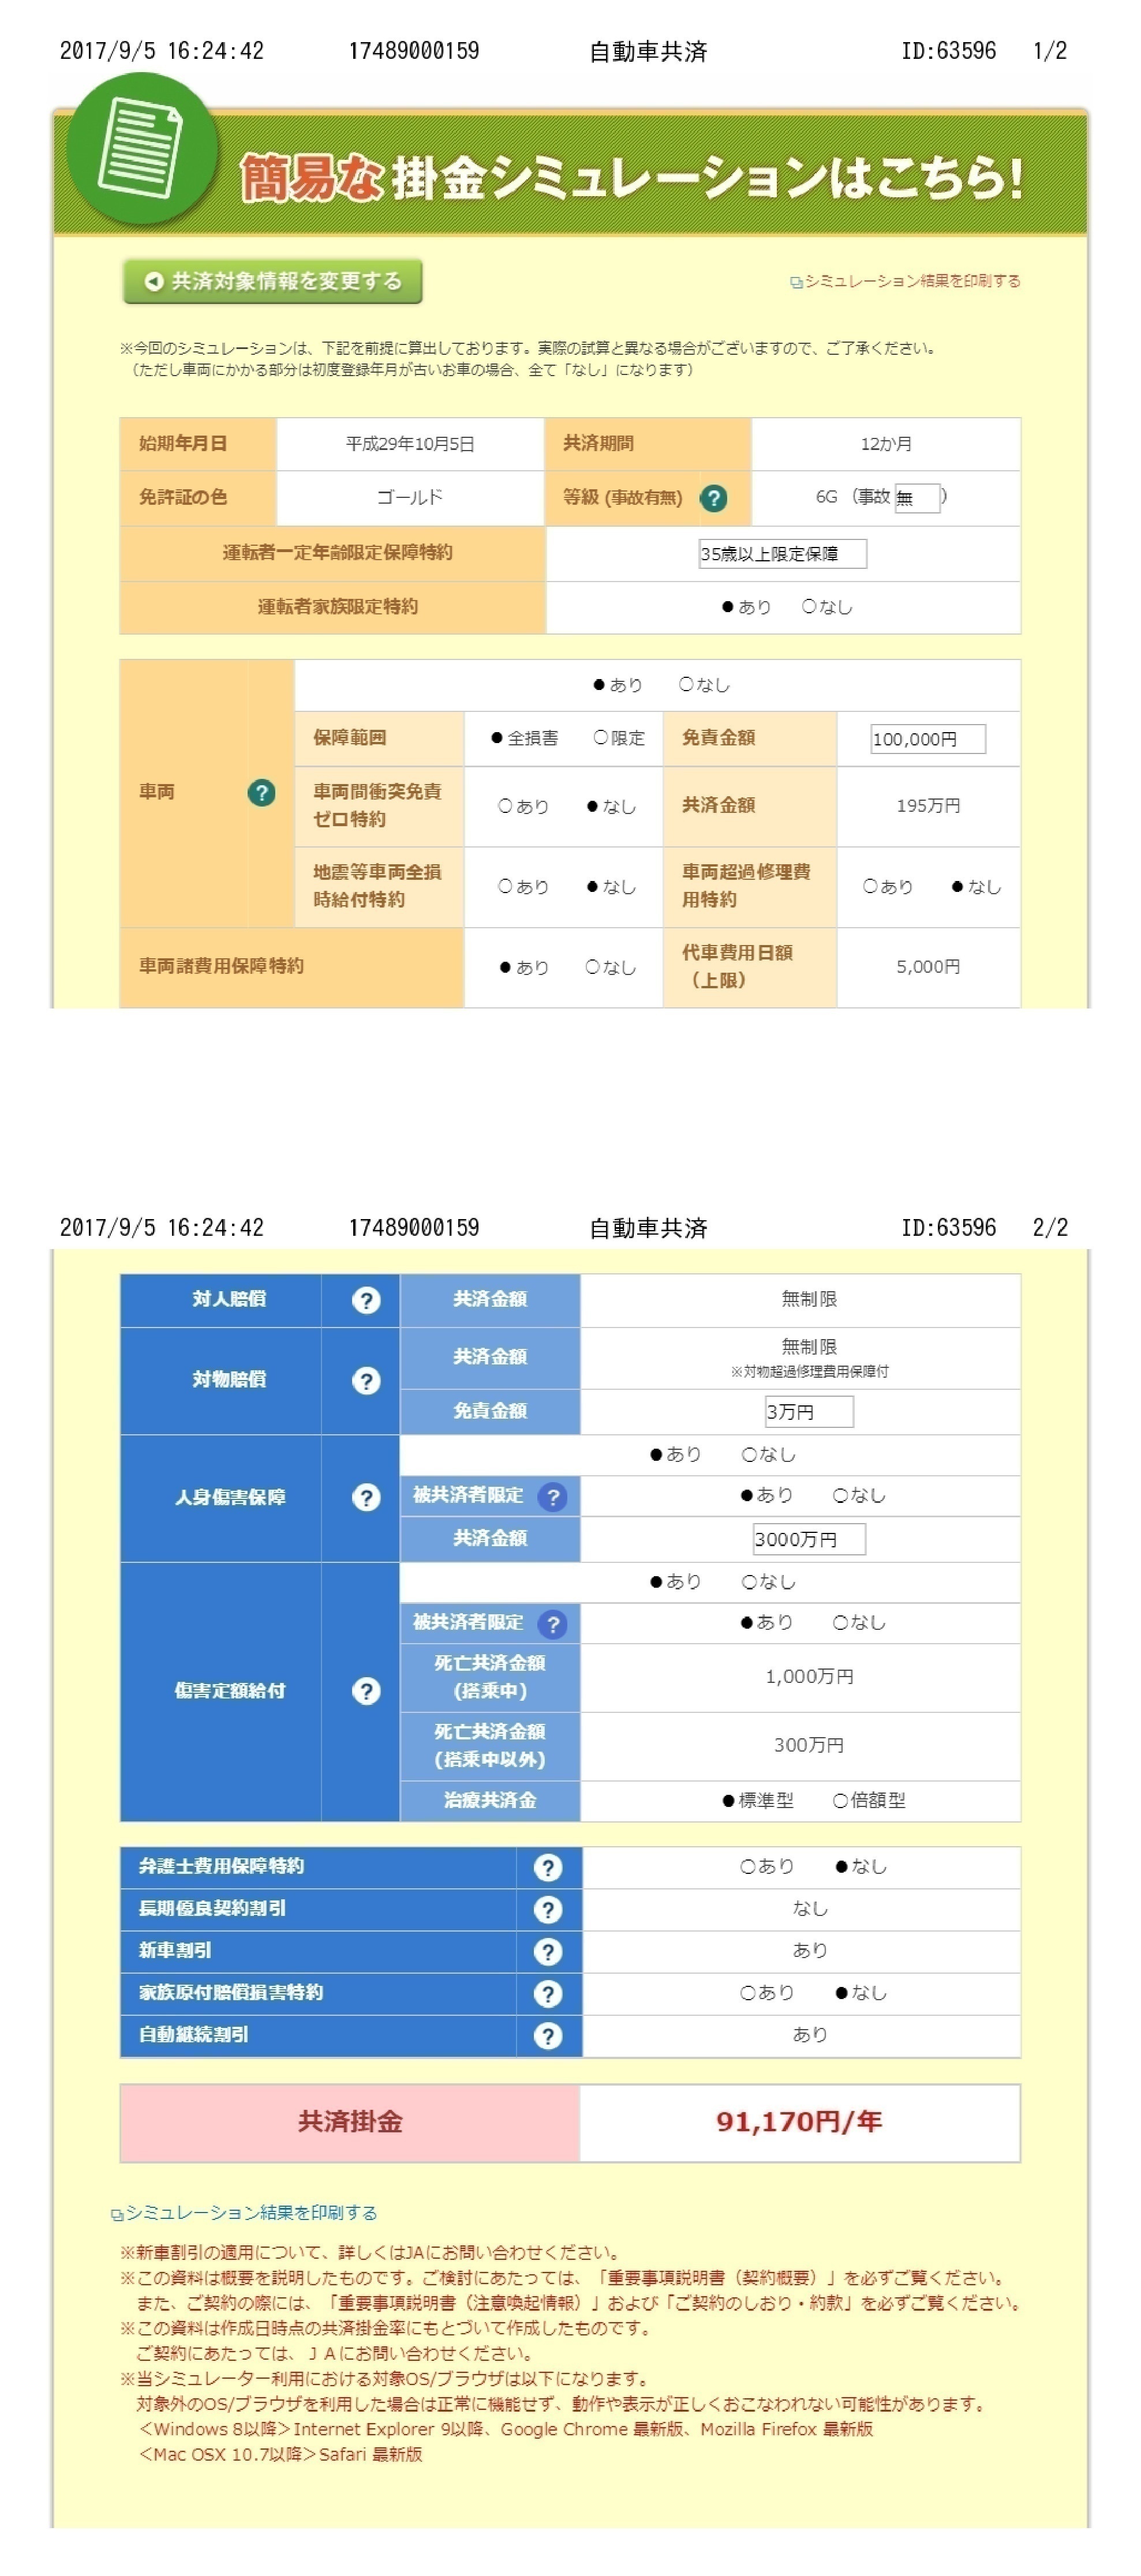 2017/9/5 16:24:42 17489000159 自動車共済 ID:63596 1/2
簡易な掛金シミュレーションはこちら!
共済対象情報を変更する シミュレーション結果を印刷する
※今回のシミュレーションは、下記を前提に算出しております。実際の試算と異なる場合がございますので、ご了承ください。
（ただし車両にかかる部分は初度登録年月が古いお車の場合、全て「なし」になります）
始期年月日 平成29年10月5日 共済期間 12か月
免許証の色 ゴールド 等級 (事故有無) ? 6G （事故 無 ）
運転者一定年齢限定保障特約 35歳以上限定保障
運転者家族限定特約 ●あり ○なし
車両 ? ●あり ○なし
保障範囲 ●全損害 ○限定 免責金額 100,000円
車両間衝突免責
ゼロ特約 ○あり ●なし 共済金額 195万円
地震等車両全損
時給付特約 ○あり ●なし 車両超過修理費
用特約 ○あり ●なし
車両諸費用保障特約 ●あり ○なし 代車費用日額
（上限） 5,000円
2017/9/5 16:24:42 17489000159 自動車共済 ID:63596 2/2
対人賠償 ? 共済金額 無制限
対物賠償 ? 共済金額 無制限
※対物超過修理費用保障付
免責金額 3万円
人身傷害保障 ? ●あり ○なし
被共済者限定 ? ●あり ○なし
共済金額 3000万円
傷害定額給付 ? ●あり ○なし
被共済者限定 ? ●あり ○なし
死亡共済金額
(搭乗中) 1,000万円
死亡共済金額
(搭乗中以外) 300万円
治療共済金 ●標準型 ○倍額型
弁護士費用保障特約 ? ○あり ●なし
長期優良契約割引 ? なし
新車割引 ? あり
家族原付賠償損害特約 ? ○あり ●なし
自動継続割引 ? あり
共済掛金 91,170円/年
シミュレーション結果を印刷する
※新車割引の適用について、詳しくはJAにお問い合わせください。
※この資料は概要を説明したものです。ご検討にあたっては、「重要事項説明書（契約概要）」を必ずご覧ください。
また、ご契約の際には、「重要事項説明書（注意喚起情報）」および「ご契約のしおり・約款」を必ずご覧ください。
※この資料は作成日時点の共済掛金率にもとづいて作成したものです。
ご契約にあたっては、ＪＡにお問い合わせください。
※当シミュレーター利用における対象OS/ブラウザは以下になります。
対象外のOS/ブラウザを利用した場合は正常に機能せず、動作や表示が正しくおこなわれない可能性があります。
＜Windows 8以降＞Internet Explorer 9以降、Google Chrome 最新版、Mozilla Firefox 最新版
＜Mac OSX 10.7以降＞Safari 最新版